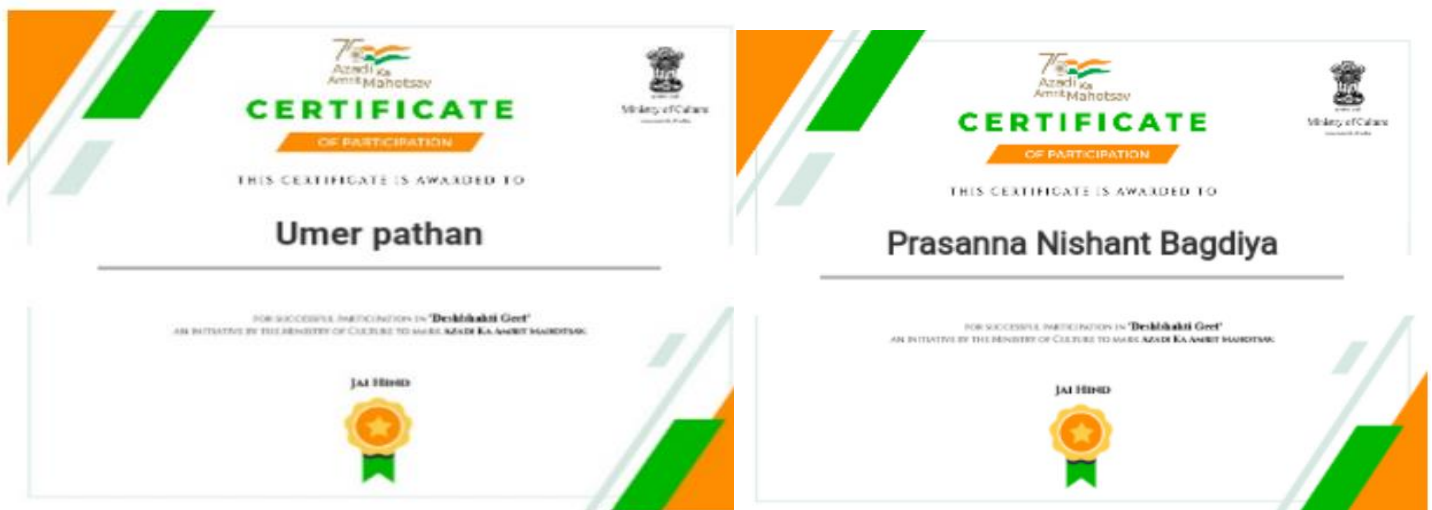 75
Azadi Ka
Amrit Mahotsav
CERTIFICATE
OF PARTICIPATION
Ministry of Culture
THIS CERTIFICATE IS AWARDED TO
Umer pathan
FOR SUCCESSFUL PARTICIPATION IN "Deshbhakti Geet"
AN INITIATIVE BY THE MINISTRY OF CULTURE TO MARK AZADI KA AMRIT MAHOTSAV.
JAI HIND
75
Azadi Ka
Amrit Mahotsav
CERTIFICATE
OF PARTICIPATION
Ministry of Culture
THIS CERTIFICATE IS AWARDED TO
Prasanna Nishant Bagdiya
FOR SUCCESSFUL PARTICIPATION IN "Deshbhakti Geet"
AN INITIATIVE BY THE MINISTRY OF CULTURE TO MARK AZADI KA AMRIT MAHOTSAV.
JAI HIND